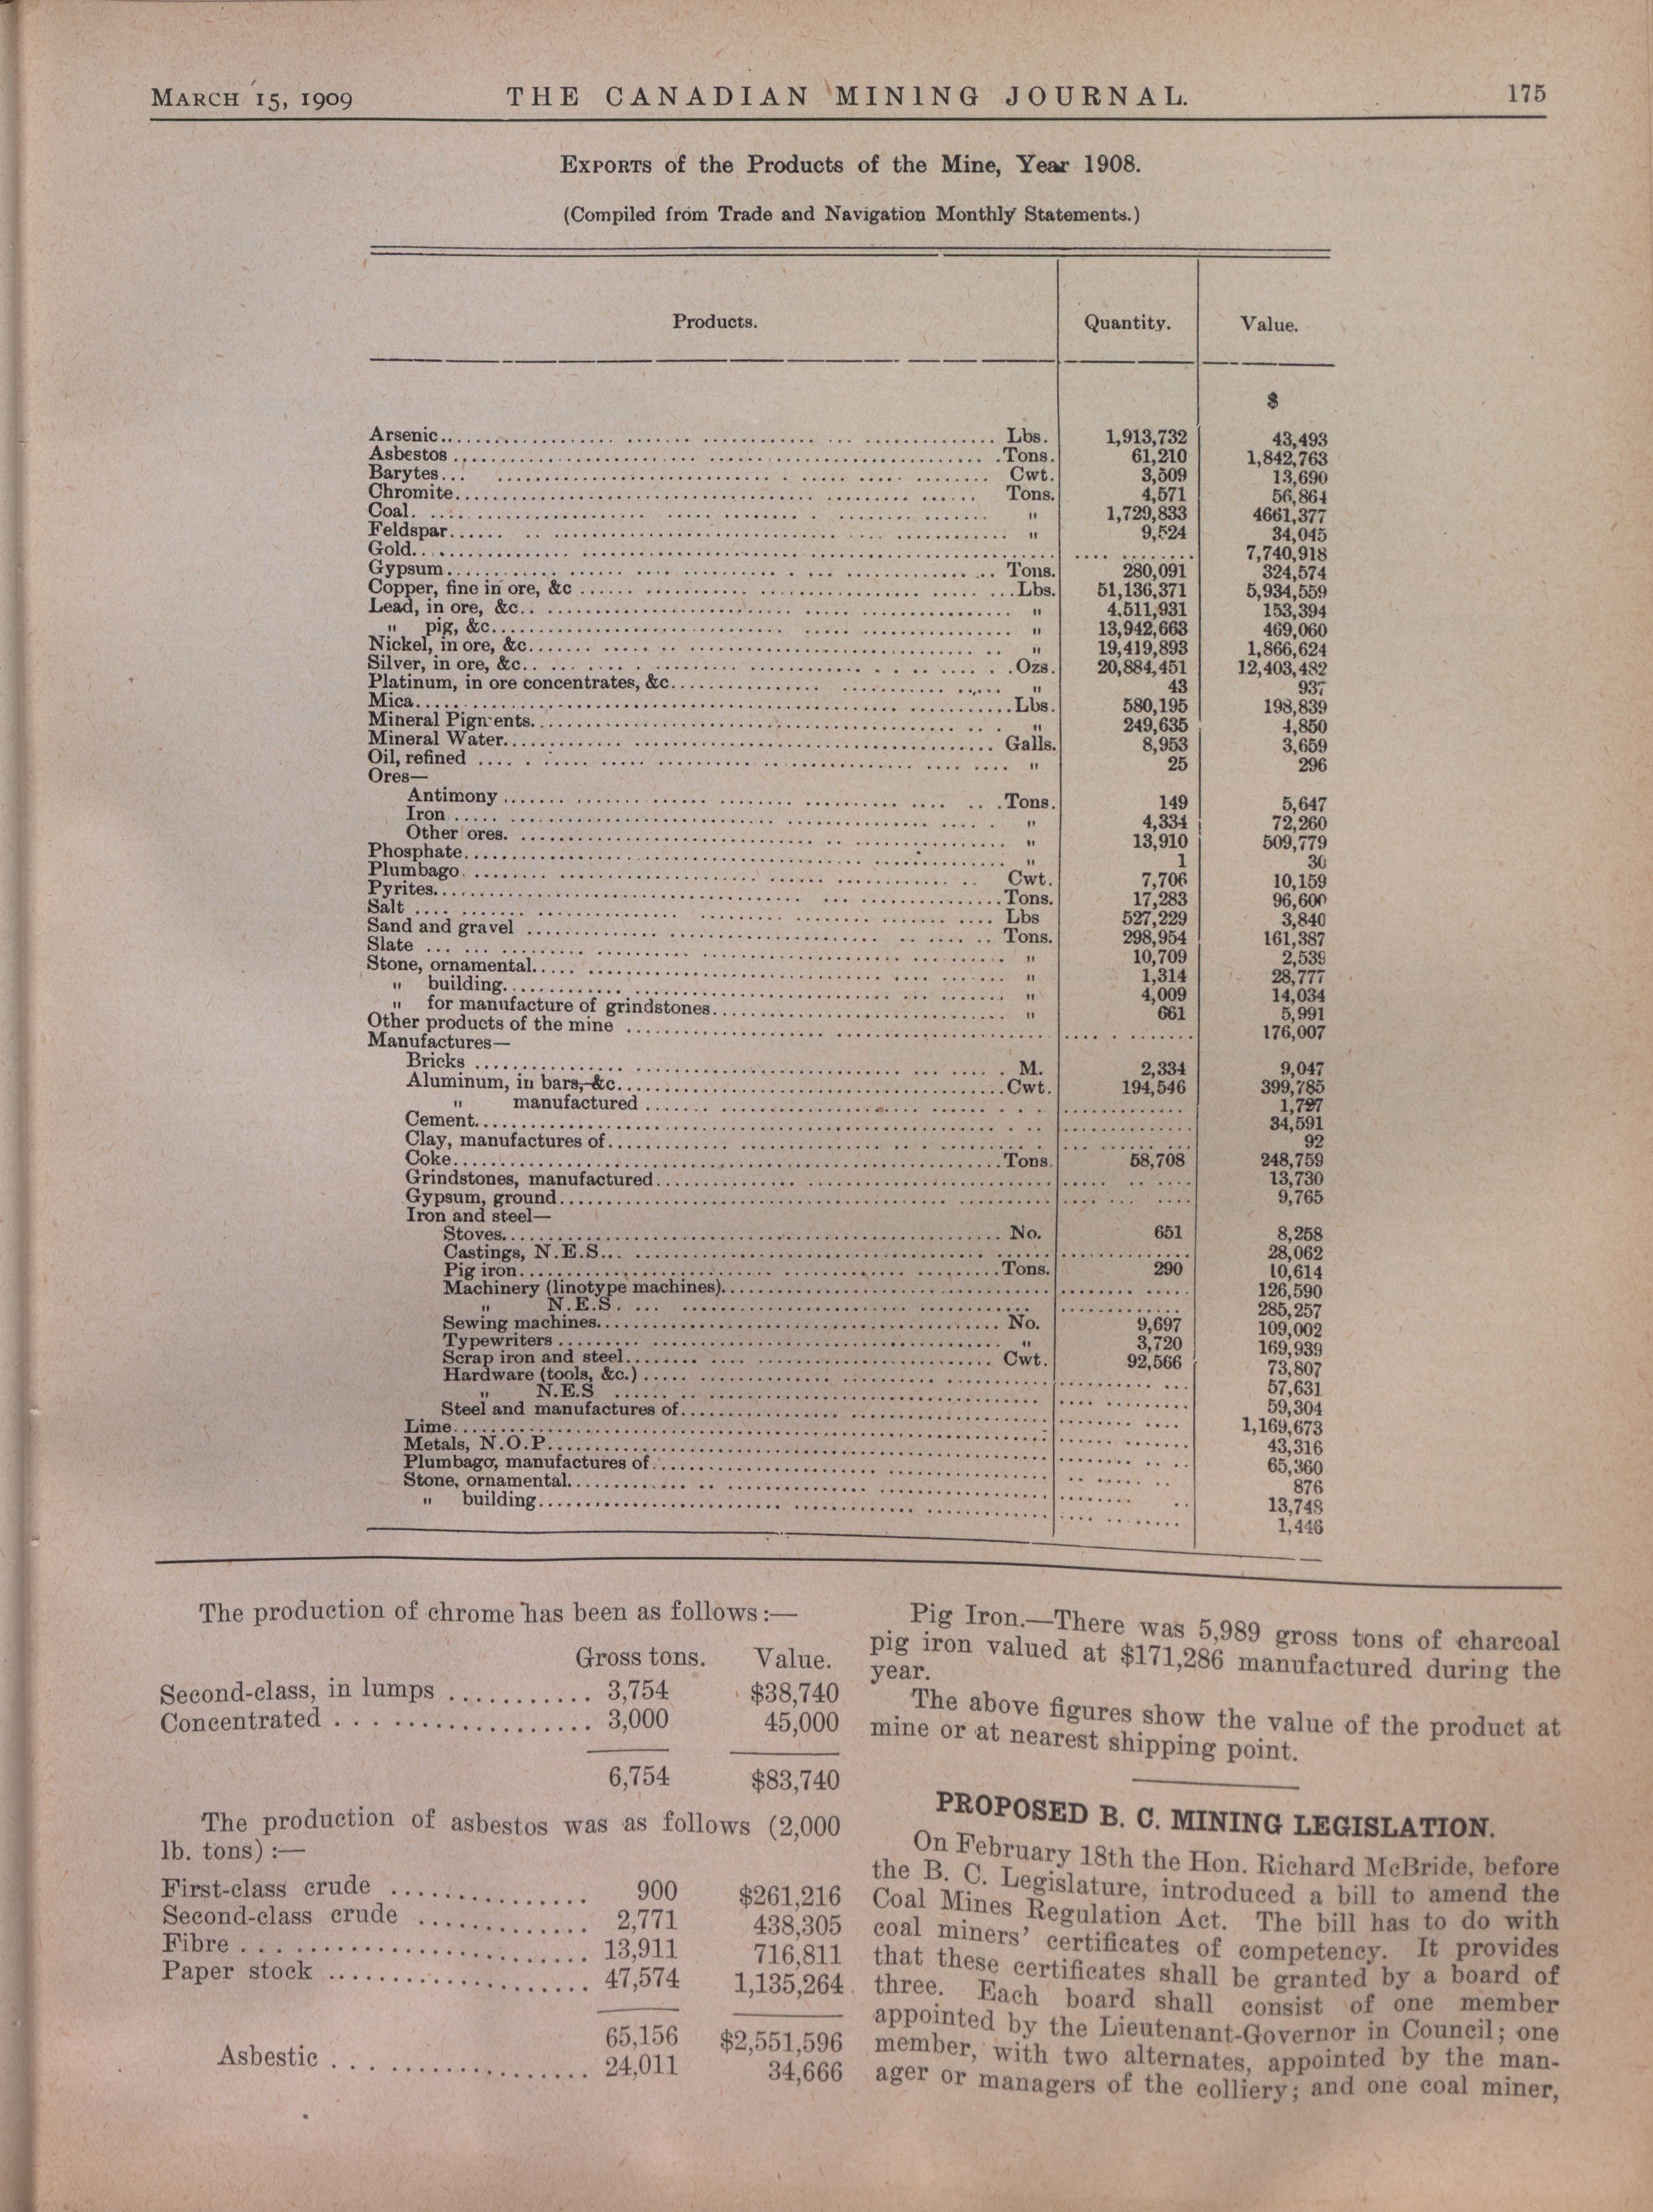 MARCH 15, 1909 THE CANADIAN MINING JOURNAL. 175
EXPORTS of the Products of the Mine, Year 1908.
(Compiled from Trade and Navigation Monthly Statements.)
Products. Quantity. Value.
$
Arsenic........ Lbs. 1,913,732 43,493
Asbestos ........ Tons. 61,210 1,842,763
Barytes........ Cwt. 3,509 13,690
Chromite........ Tons. 4,571 56,864
Coal........ " 1,729,833 4661,377
Feldspar........ " 9,524 34,045
Gold........ ........ 7,740,918
Gypsum........ Tons. 280,091 324,574
Copper, fine in ore, &c ........ Lbs. 51,136,371 5,934,559
Lead, in ore, &c........ " 4.511,931 153,394
" pig, &c........ " 13,942,663 469,060
Nickel, in ore, &c........ " 19,419,893 1,866,624
Silver, in ore, &c........ Ozs. 20,884,451 12,403,482
Platinum, in ore concentrates, &c........ " 43 937
Mica........ Lbs. 580,195 198,839
Mineral Pigments........ " 249,635 4,850
Mineral Water........ Galls. 8,953 3,659
Oil, refined ........ " 25 296
Ores—
Antimony ........ Tons. 149 5,647
Iron ........ " 4,334 72,260
Other ores. ........ " 13,910 509,779
Phosphate........ " 1 30
Plumbago. ........ Cwt. 7,706 10,159
Pyrites........ Tons. 17,283 96,600
Salt ........ Lbs 527,229 3,840
Sand and gravel ........ Tons. 298,954 161,387
Slate ........ " 10,709 2,539
Stone, ornamental........ " 1,314 28,777
" building........ " 4,009 14,034
" for manufacture of grindstones........ " 661 5,991
Other products of the mine ........ ........ 176,007
Manufactures—
Bricks ........ M. 2,334 9,047
Aluminum, in bars, &c........ Cwt. 194,546 399,785
" manufactured ........ ........ 1,727
Cement........ ........ 34,591
Clay, manufactures of........ ........ 92
Coke........ Tons. 58,708 248,759
Grindstones, manufactured........ ........ 13,730
Gypsum, ground........ ........ 9,765
Iron and steel—
Stoves........ No. 651 8,258
Castings, N.E.S........ ........ 28,062
Pig iron........ Tons. 290 10,614
Machinery (linotype machines)........ ........ 126,590
" N.E.S. ........ ........ 285,257
Sewing machines........ No. 9,697 109,002
Typewriters ........ " 3,720 169,939
Scrap iron and steel........ Cwt. 92,566 73,807
Hardware (tools, &c.) ........ ........ 57,631
" N.E.S ........ ........ 59,304
Steel and manufactures of........ ........ 1,169,673
Lime........ ........ 43,316
Metals, N.O.P........ ........ 65,360
Plumbago, manufactures of ........ ........ 876
Stone, ornamental........ ........ 13,748
" building........ ........ 1,446
The production of chrome has been as follows:—
Gross tons. Value.
Second-class, in lumps ........... 3,754 $38,740
Concentrated .................. 3,000 45,000
6,754 $83,740
The production of asbestos was as follows (2,000
lb. tons):—
First-class crude ............... 900 $261,216
Second-class crude ............. 2,771 438,305
Fibre ........................ 13,911 716,811
Paper stock ..................... 47,574 1,135,264
65,156 $2,551,596
Asbestic .................. 24,011 34,666
Pig Iron.—There was 5,989 gross tons of charcoal
pig iron valued at $171,286 manufactured during the
year.
The above figures show the value of the product at
mine or at nearest shipping point.
PROPOSED B. C. MINING LEGISLATION.
On February 18th the Hon. Richard McBride, before
the B. C. Legislature, introduced a bill to amend the
Coal Mines Regulation Act. The bill has to do with
coal miners' certificates of competency. It provides
that these certificates shall be granted by a board of
three. Each board shall consist of one member
appointed by the Lieutenant-Governor in Council; one
member, with two alternates, appointed by the man-
ager or managers of the colliery; and one coal miner,